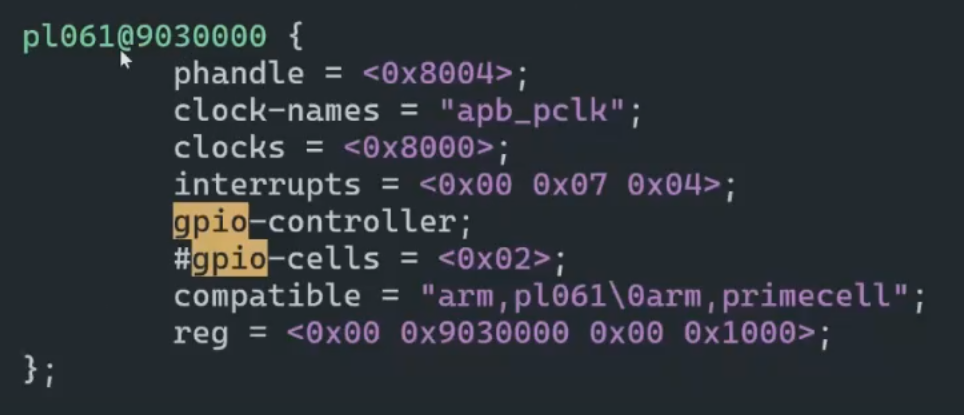 pl061@9030000 {
phandle = <0x8004>;
clock-names = "apb_pclk";
clocks = <0x8000>;
interrupts = <0x00 0x07 0x04>;
gpio-controller;
#gpio-cells = <0x02>;
compatible = "arm,pl061\0arm,primecell";
reg = <0x00 0x9030000 0x00 0x1000>;
};